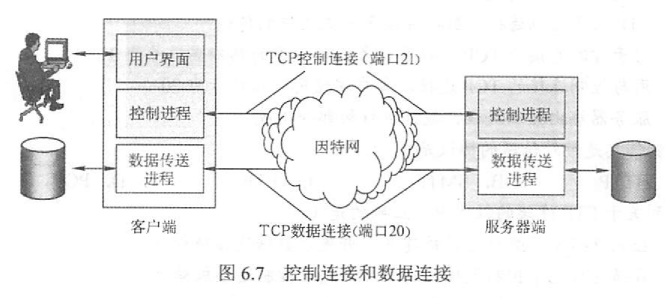 用户界面
控制进程
数据传送
进程
客户端
TCP控制连接(端口21)
因特网
TCP数据连接(端口20)
控制进程
数据传送
进程
服务器端
图 6.7 控制连接和数据连接